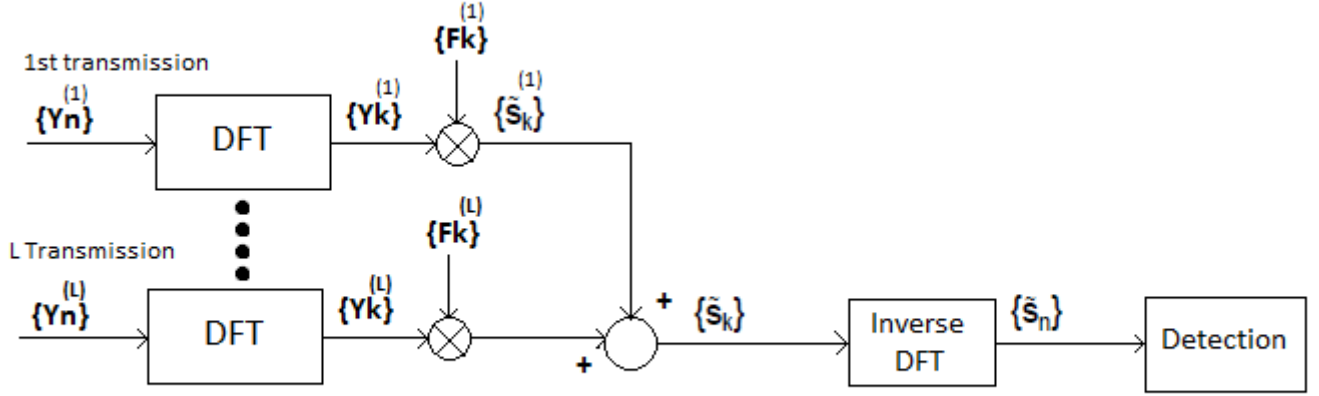 1st transmission
{Yn}(1)
DFT
{Yk}(1)
{Fk}(1)
{s̃k}(1)
L Transmission
{Yn}(L)
DFT
{Yk}(L)
{Fk}(L)
+
+
{s̃k}
Inverse
DFT
{s̃n}
Detection